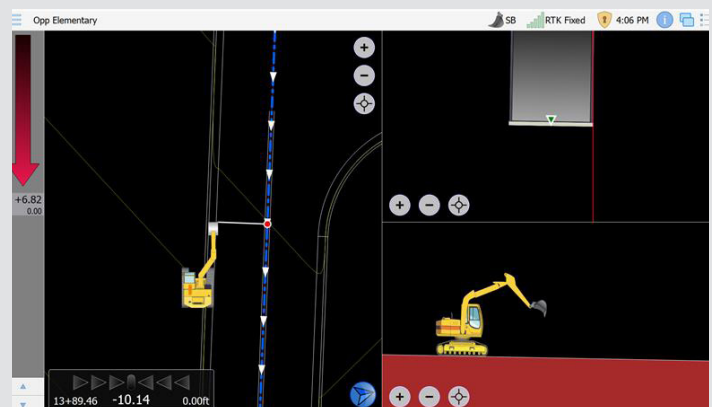 Opp Elementary
SB
RTK Fixed
4:06 PM
+6.82
0.00
13+89.46 -10.14 0.00ft